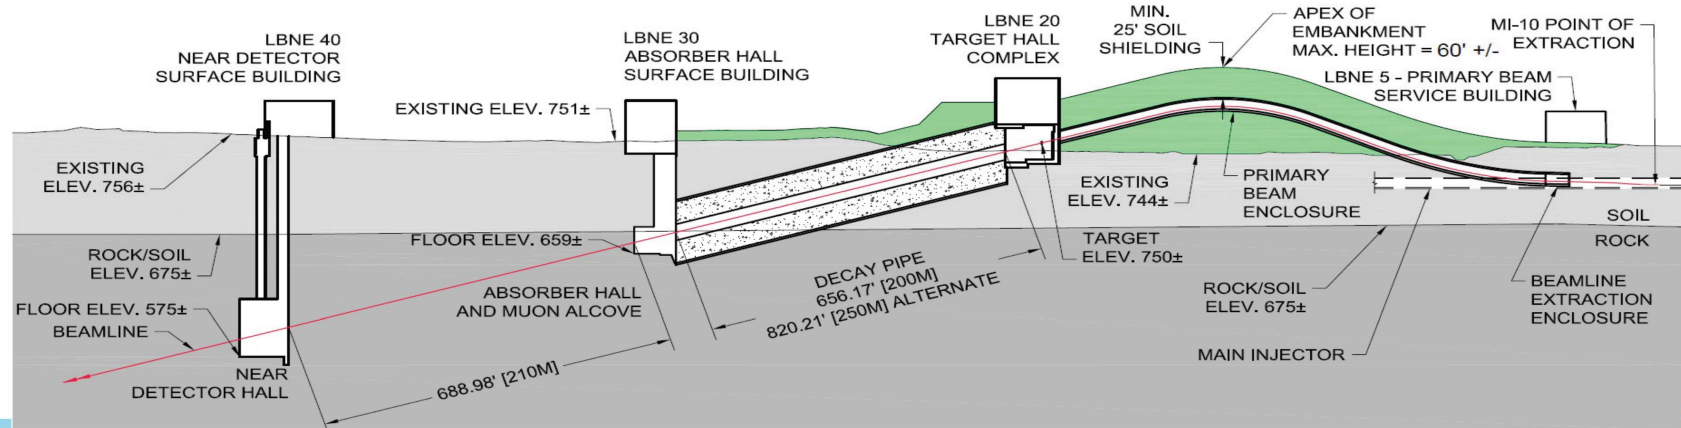 LBNE 40
NEAR DETECTOR
SURFACE BUILDING
LBNE 30
ABSORBER HALL
SURFACE BUILDING
LBNE 20
TARGET HALL
COMPLEX
MIN.
25' SOIL
SHIELDING
APEX OF
EMBANKMENT
MAX. HEIGHT = 60' +/-
MI-10 POINT OF
EXTRACTION
LBNE 5 - PRIMARY BEAM
SERVICE BUILDING
EXISTING ELEV. 751±
EXISTING
ELEV. 756±
EXISTING
ELEV. 744±
PRIMARY
BEAM
ENCLOSURE
SOIL
ROCK
ROCK/SOIL
ELEV. 675±
FLOOR ELEV. 659±
TARGET
ELEV. 750±
DECAY PIPE
656.17' [200M]
820.21' [250M] ALTERNATE
ROCK/SOIL
ELEV. 675±
BEAMLINE
EXTRACTION
ENCLOSURE
FLOOR ELEV. 575±
BEAMLINE
ABSORBER HALL
AND MUON ALCOVE
MAIN INJECTOR
NEAR
DETECTOR HALL
688.98' [210M]